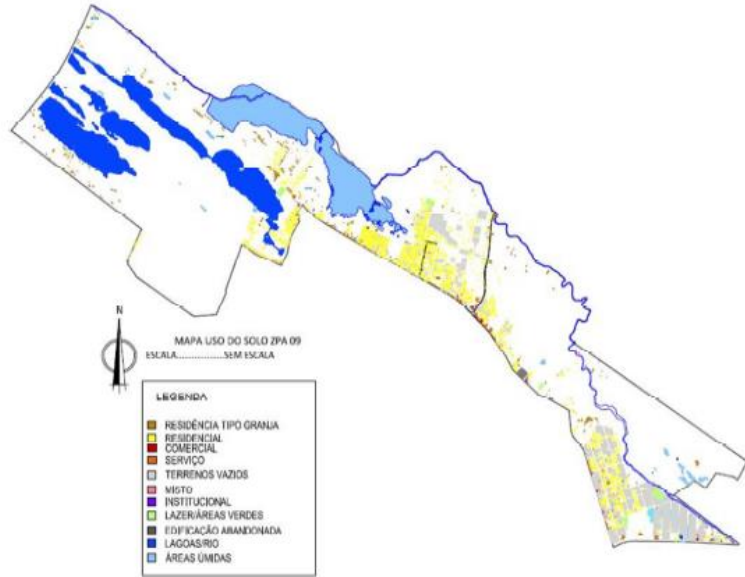 N
MAPA USO DO SOLO ZPA 09
ESCALA................SEM ESCALA
LEGENDA
RESIDÊNCIA TIPO GRANJA
RESIDENCIAL
COMERCIAL
SERVIÇO
TERRENOS VAZIOS
MISTO
INSTITUCIONAL
LAZER/ÁREAS VERDES
EDIFICAÇÃO ABANDONADA
LAGOAS/RIO
ÁREAS ÚMIDAS